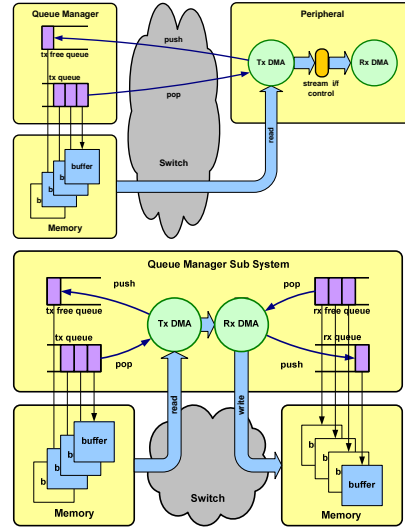 Queue Manager
Peripheral
push
tx free queue
tx queue
pop
Tx DMA
Rx DMA
stream i/f
control
read
Switch
buffer
b
b
b
Memory
Queue Manager Sub System
push
pop
tx free queue
rx free queue
Tx DMA
Rx DMA
tx queue
rx queue
pop
push
read
write
buffer
b
b
b
Memory
Switch
b
b
b
buffer
Memory